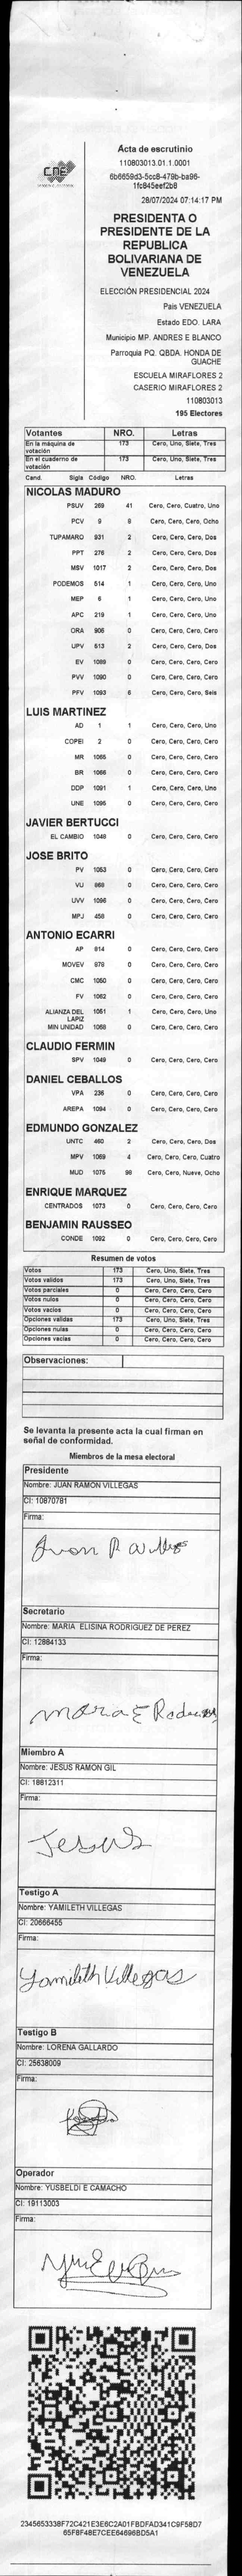 CNE
Acta de escrutinio
110803013.01.1.0001
6b6659d3-5cc8-479b-ba96-
1fc845eef2b8
28/07/2024 07:14:17 PM
PRESIDENTA O
PRESIDENTE DE LA
REPUBLICA
BOLIVARIANA DE
VENEZUELA
ELECCIÓN PRESIDENCIAL 2024
País VENEZUELA
Estado EDO. LARA
Municipio MP. ANDRES E BLANCO
Parroquia PQ. QBDA. HONDA DE
GUACHE
ESCUELA MIRAFLORES 2
CASERIO MIRAFLORES 2
110803013
195 Electores
Votantes NRO. Letras
En la máquina de votación 173 Cero, Uno, Siete, Tres
En el cuaderno de votación 173 Cero, Uno, Siete, Tres
Cand. Sigla Código NRO. Letras
NICOLAS MADURO
PSUV 269 41 Cero, Cero, Cuatro, Uno
PCV 9 8 Cero, Cero, Cero, Ocho
TUPAMARO 931 2 Cero, Cero, Cero, Dos
PPT 276 2 Cero, Cero, Cero, Dos
MSV 1017 2 Cero, Cero, Cero, Dos
PODEMOS 514 1 Cero, Cero, Cero, Uno
MEP 6 1 Cero, Cero, Cero, Uno
APC 219 1 Cero, Cero, Cero, Uno
ORA 906 0 Cero, Cero, Cero, Cero
UPV 613 2 Cero, Cero, Cero, Dos
EV 1089 0 Cero, Cero, Cero, Cero
PVV 1090 0 Cero, Cero, Cero, Cero
PFV 1093 6 Cero, Cero, Cero, Seis
LUIS MARTINEZ
AD 1 1 Cero, Cero, Cero, Uno
COPEI 2 0 Cero, Cero, Cero, Cero
MR 1065 0 Cero, Cero, Cero, Cero
BR 1066 0 Cero, Cero, Cero, Cero
DDP 1091 1 Cero, Cero, Cero, Uno
UNE 1095 0 Cero, Cero, Cero, Cero
JAVIER BERTUCCI
EL CAMBIO 1048 0 Cero, Cero, Cero, Cero
JOSE BRITO
PV 1053 0 Cero, Cero, Cero, Cero
VU 868 0 Cero, Cero, Cero, Cero
UVV 1096 0 Cero, Cero, Cero, Cero
MPJ 458 0 Cero, Cero, Cero, Cero
ANTONIO ECARRI
AP 814 0 Cero, Cero, Cero, Cero
MOVEV 879 0 Cero, Cero, Cero, Cero
CMC 1050 0 Cero, Cero, Cero, Cero
FV 1062 0 Cero, Cero, Cero, Cero
ALIANZA DEL LAPIZ 1051 1 Cero, Cero, Cero, Uno
MIN UNIDAD 1068 0 Cero, Cero, Cero, Cero
CLAUDIO FERMIN
SPV 1049 0 Cero, Cero, Cero, Cero
DANIEL CEBALLOS
VPA 236 0 Cero, Cero, Cero, Cero
AREPA 1094 0 Cero, Cero, Cero, Cero
EDMUNDO GONZALEZ
UNTC 460 2 Cero, Cero, Cero, Dos
MPV 1069 4 Cero, Cero, Cero, Cuatro
MUD 1075 98 Cero, Cero, Nueve, Ocho
ENRIQUE MARQUEZ
CENTRADOS 1073 0 Cero, Cero, Cero, Cero
BENJAMIN RAUSSEO
CONDE 1092 0 Cero, Cero, Cero, Cero
Resumen de votos
Votos 173 Cero, Uno, Siete, Tres
Votos validos 173 Cero, Uno, Siete, Tres
Votos parciales 0 Cero, Cero, Cero, Cero
Votos nulos 0 Cero, Cero, Cero, Cero
Votos vacios 0 Cero, Cero, Cero, Cero
Opciones validas 173 Cero, Uno, Siete, Tres
Opciones nulas 0 Cero, Cero, Cero, Cero
Opciones vacias 0 Cero, Cero, Cero, Cero
Observaciones:
Se levanta la presente acta la cual firman en
señal de conformidad.
Miembros de la mesa electoral
Presidente
Nombre: JUAN RAMON VILLEGAS
CI: 10870781
Firma:
Juan R Villegas
Secretario
Nombre: MARIA ELISINA RODRIGUEZ DE PEREZ
CI: 12884133
Firma:
Maria E Rodriguez
Miembro A
Nombre: JESUS RAMON GIL
CI: 18812311
Firma:
Jesus
Testigo A
Nombre: YAMILETH VILLEGAS
CI: 20666455
Firma:
Yamileth Villegas
Testigo B
Nombre: LORENA GALLARDO
CI: 25638009
Firma:
Operador
Nombre: YUSBELDI E CAMACHO
CI: 19113003
Firma:
2345653338F72C421E3E6C2A01FBDFAD341C9F58D7
65F8F48E7CEE64696BD5A1